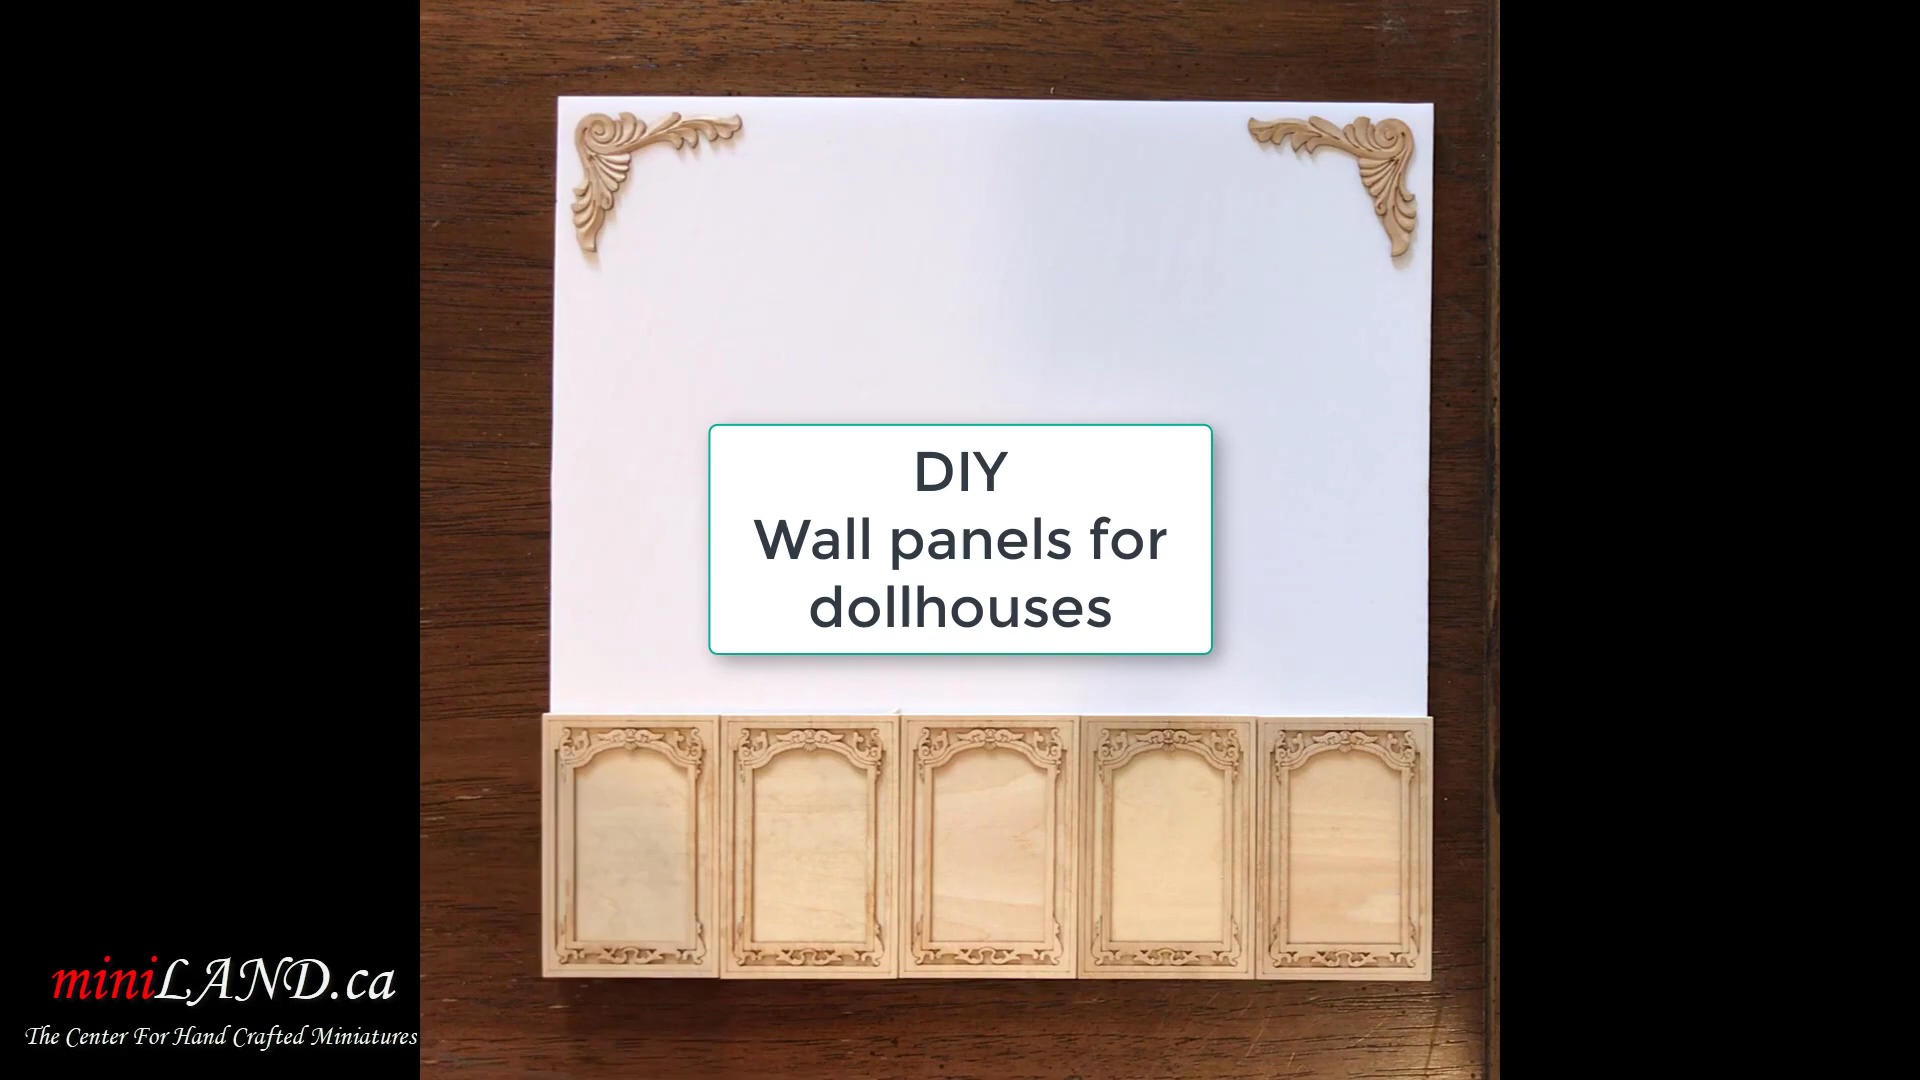 DIY
Wall panels for
dollhouses
miniLAND.ca
The Center For Hand Crafted Miniatures